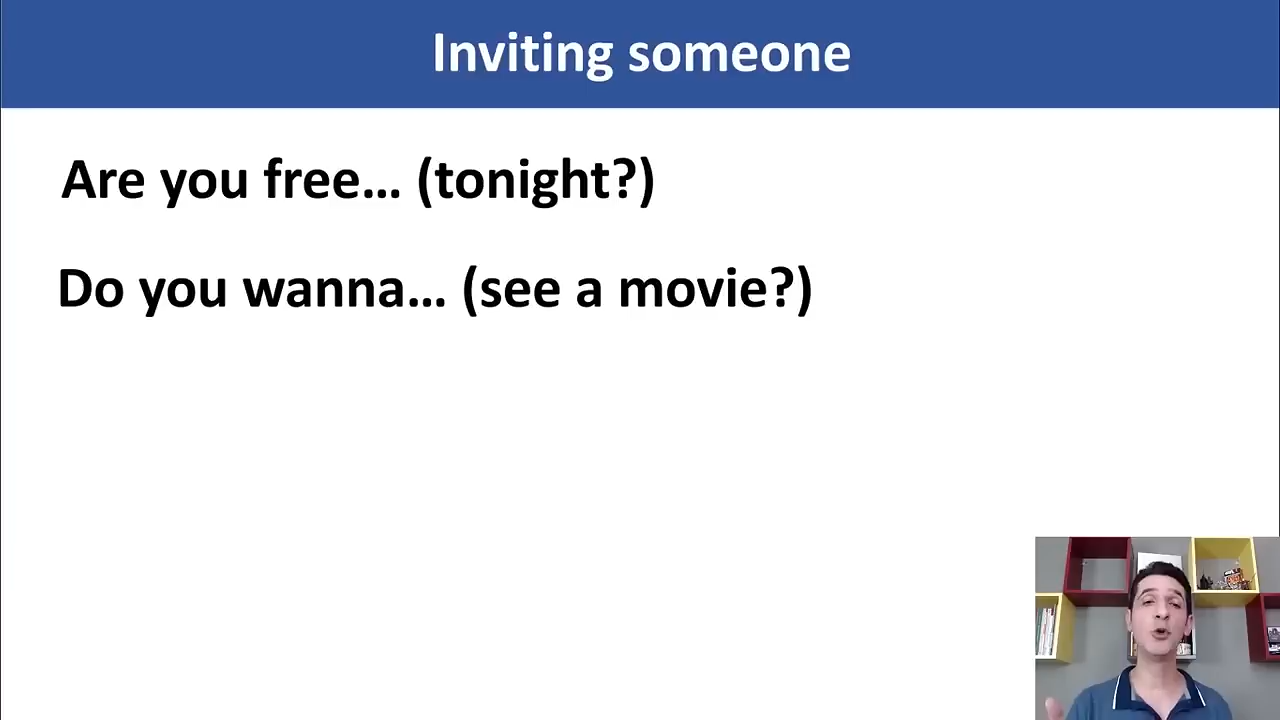 Inviting someone
Are you free... (tonight?)
Do you wanna... (see a movie?)